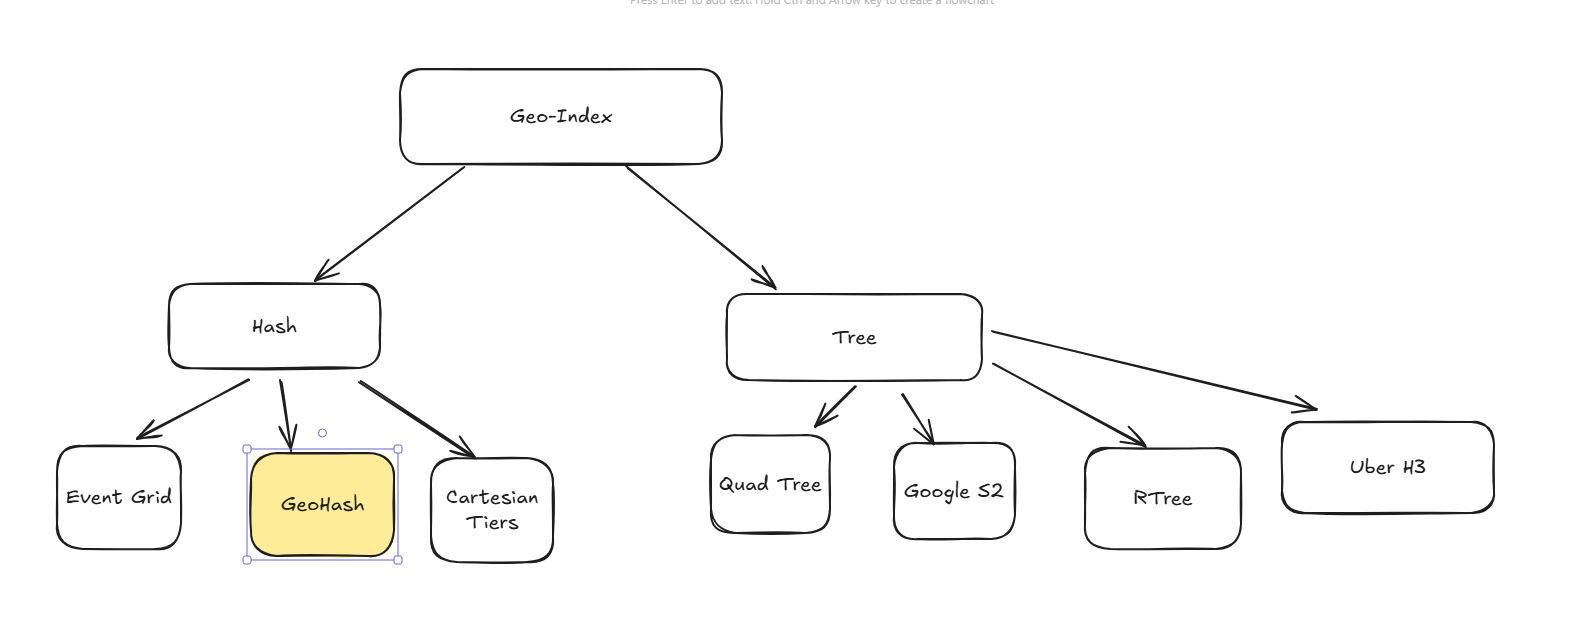 Press Enter to add text. Hold Ctrl and Arrow key to create a flowchart
Geo-Index
Hash
Tree
Event Grid
GeoHash
Cartesian
Tiers
Quad Tree
Google S2
RTree
Uber H3